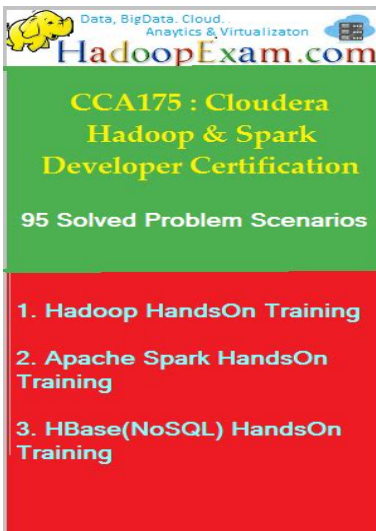 Data, BigData. Cloud.
Anaytics & Virtualizaton
HadoopExam.com
CCA175 : Cloudera
Hadoop & Spark
Developer Certification
95 Solved Problem Scenarios
1. Hadoop HandsOn Training
2. Apache Spark HandsOn
Training
3. HBase(NoSQL) HandsOn
Training